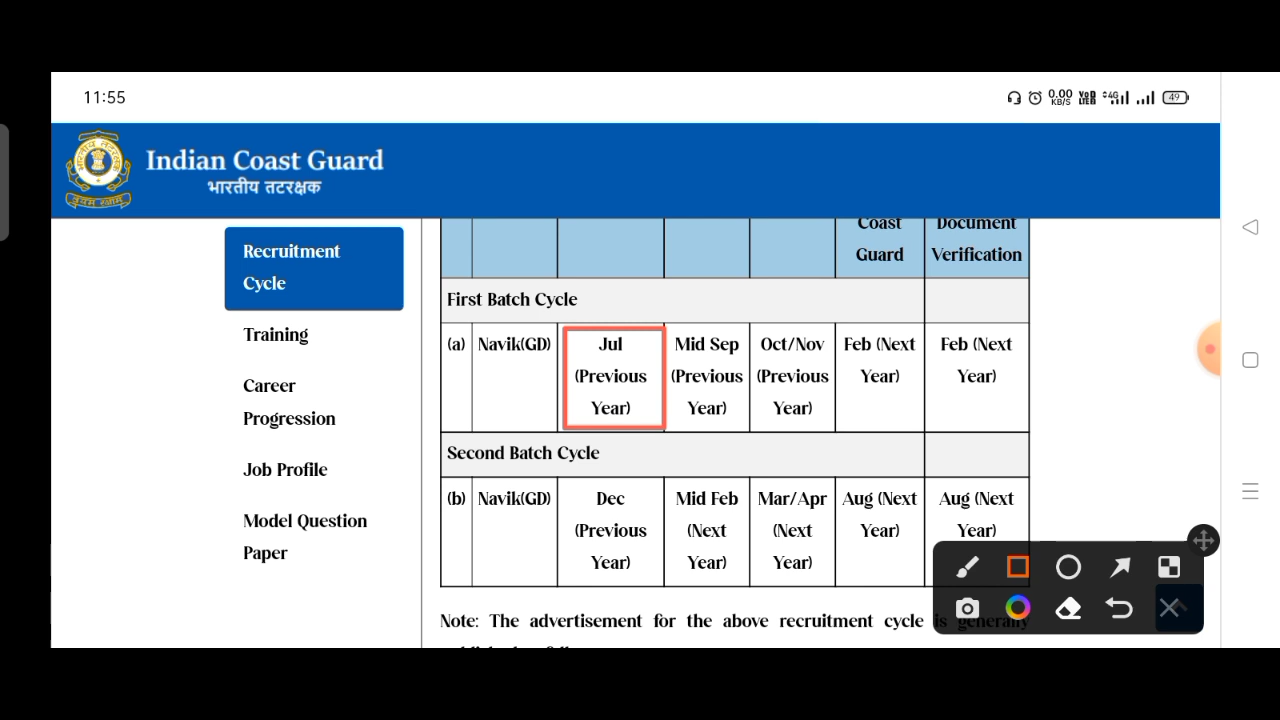 11:55
0.00 KB/S
4G
49
Indian Coast Guard
भारतीय तटरक्षक
Recruitment
Cycle
Training
Career
Progression
Job Profile
Model Question
Paper
Coast
Guard
Document
Verification
First Batch Cycle
(a)
Navik(GD)
Jul
(Previous
Year)
Mid Sep
(Previous
Year)
Oct/Nov
(Previous
Year)
Feb (Next
Year)
Feb (Next
Year)
Second Batch Cycle
(b)
Navik(GD)
Dec
(Previous
Year)
Mid Feb
(Next
Year)
Mar/Apr
(Next
Year)
Aug (Next
Year)
Aug (Next
Year)
Note: The advertisement for the above recruitment cycle is generally